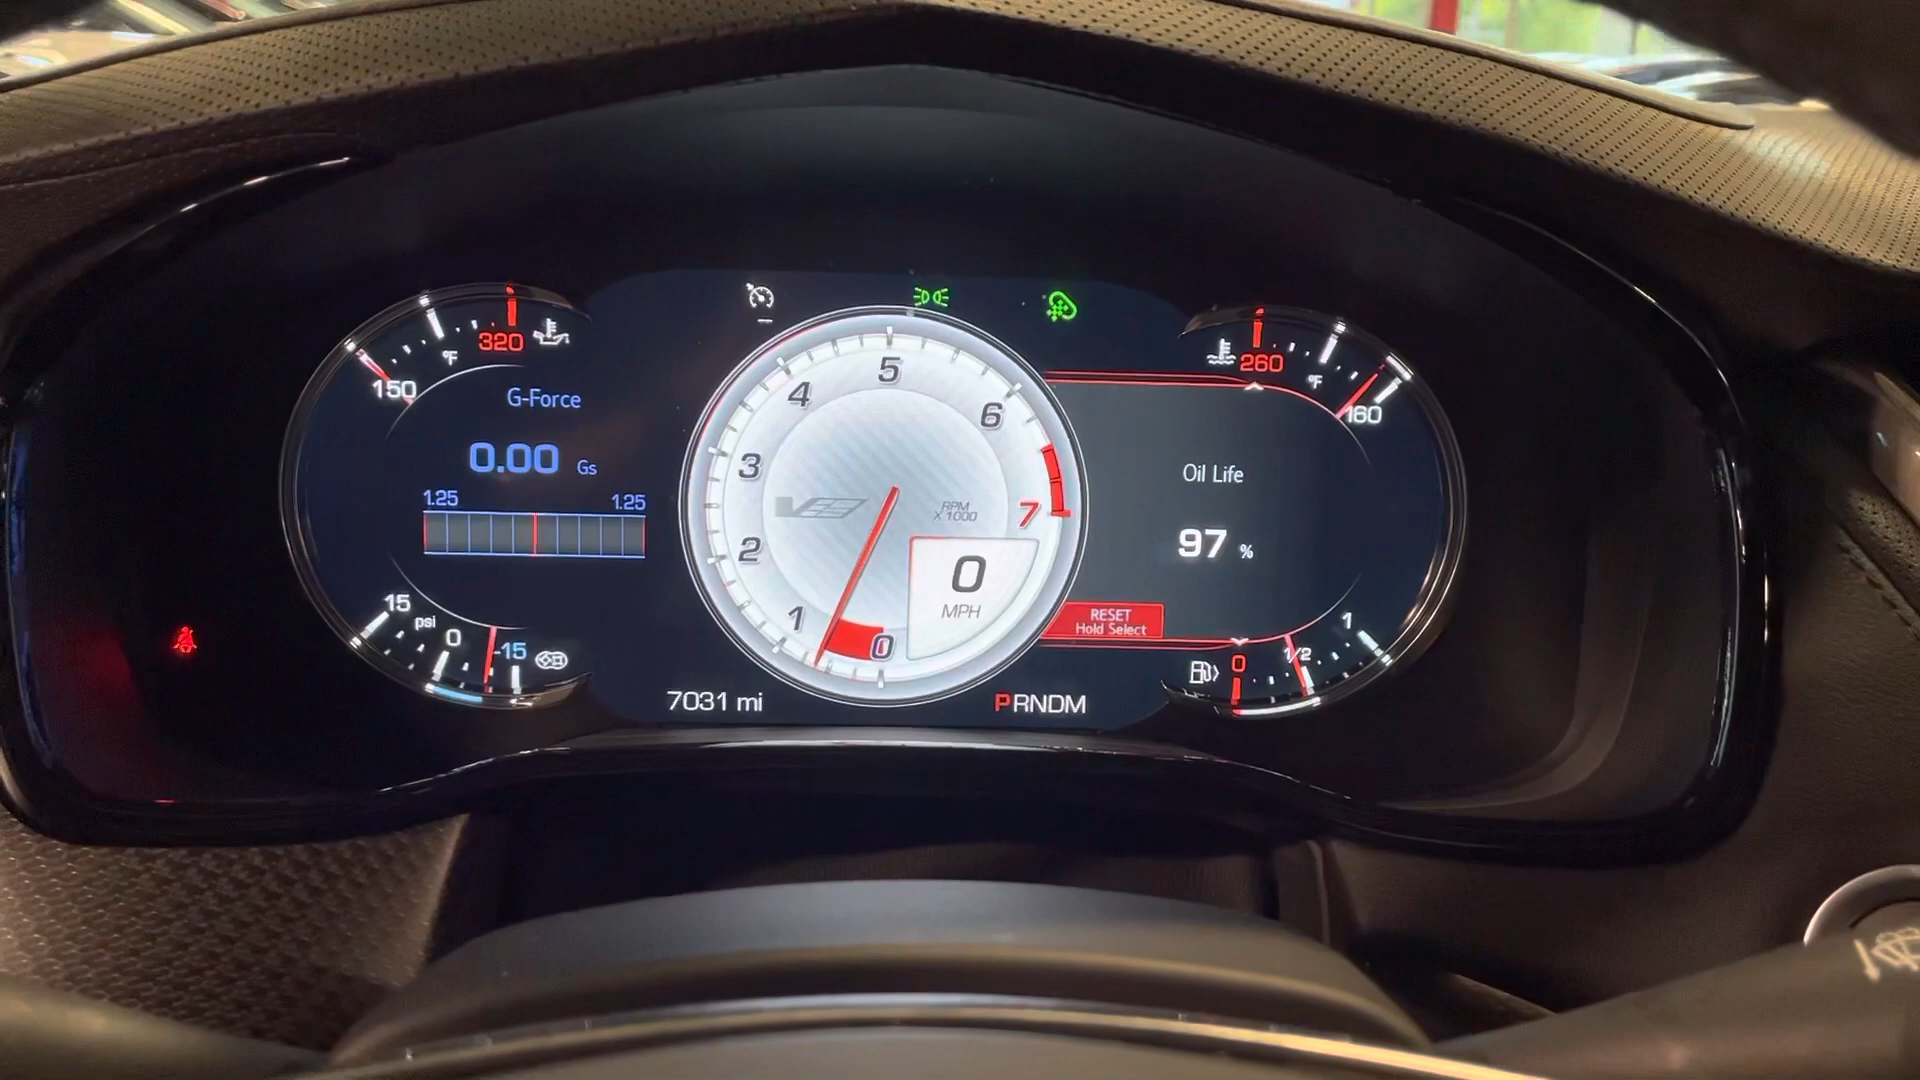 320
°F
150
G-Force
0.00 Gs
1.25 1.25
15
psi
0
-15
5
4
6
3
7
2
1
0
V
RPM
X 1000
0
MPH
7031 mi
PRNDM
260
°F
160
Oil Life
97 %
RESET
Hold Select
1
1/2
0